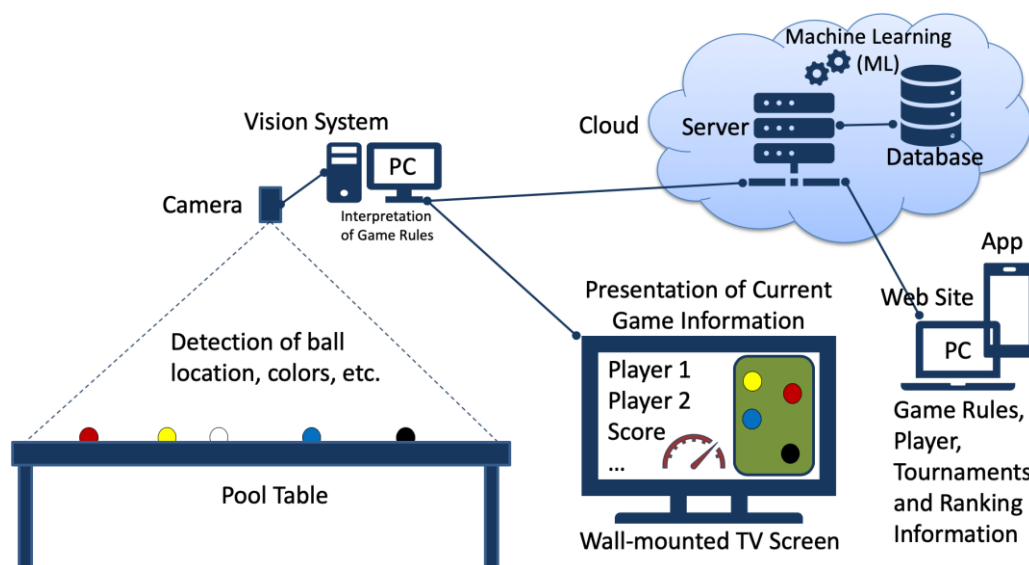 Machine Learning
(ML)
Vision System
Cloud
Server
PC
Database
Camera
Interpretation
of Game Rules
App
Presentation of Current
Game Information
Web Site
Detection of ball
location, colors, etc.
PC
Player 1
Player 2
Score
...
Game Rules,
Player,
Tournaments
and Ranking
Information
Pool Table
Wall-mounted TV Screen